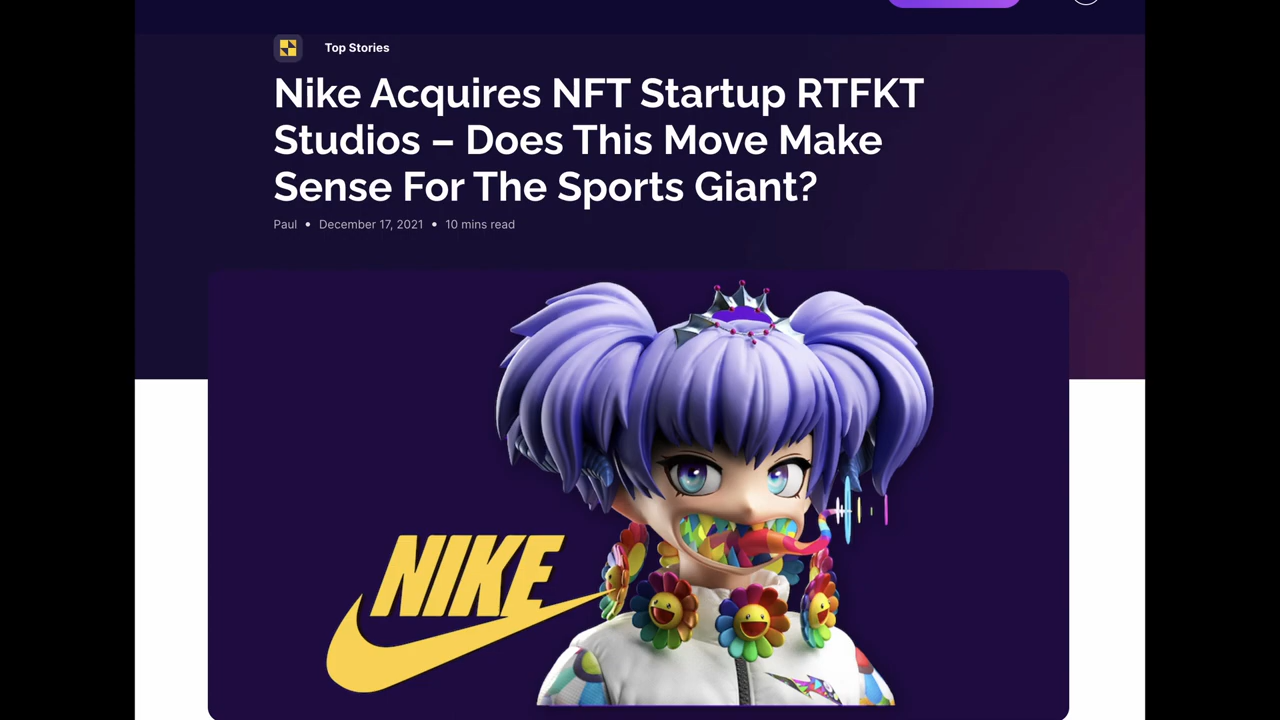 Top Stories
Nike Acquires NFT Startup RTFKT
Studios – Does This Move Make
Sense For The Sports Giant?
Paul • December 17, 2021 • 10 mins read
NIKE